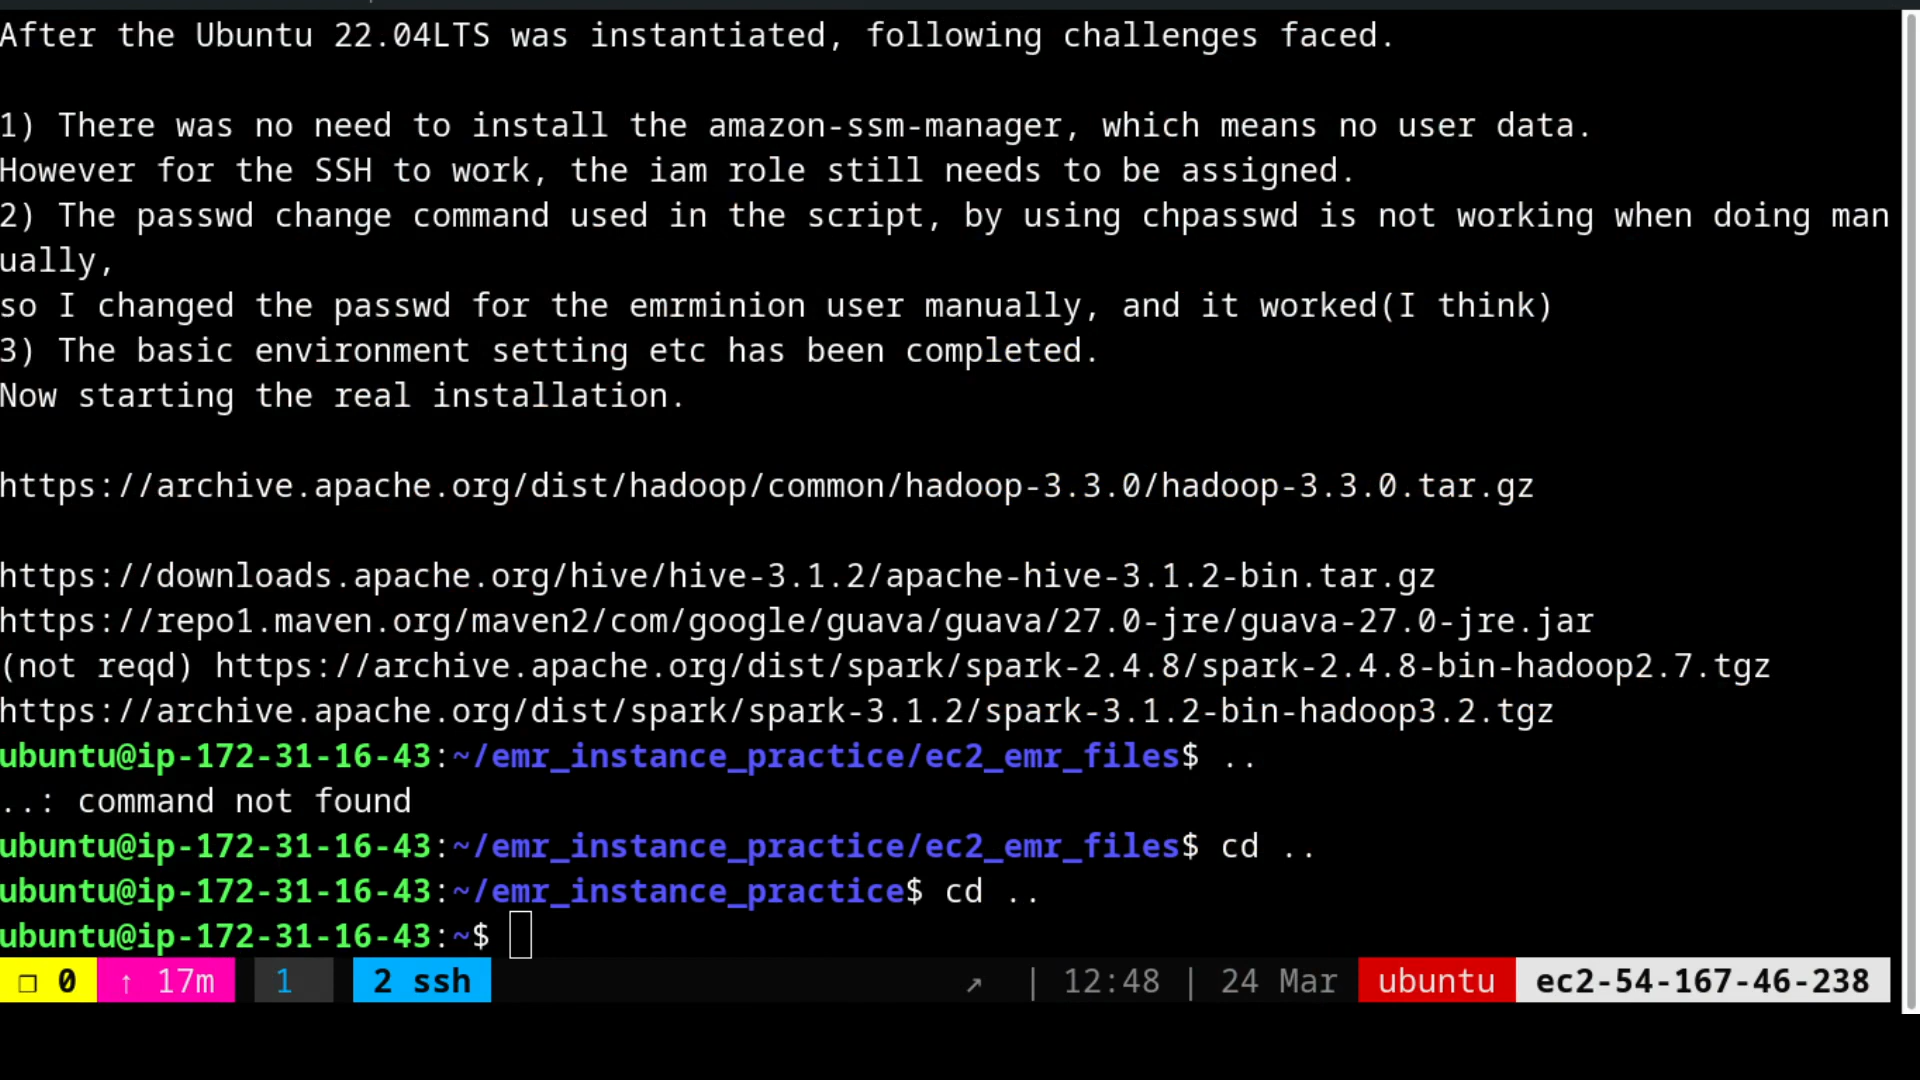 After the Ubuntu 22.04LTS was instantiated, following challenges faced.
1) There was no need to install the amazon-ssm-manager, which means no user data.
However for the SSH to work, the iam role still needs to be assigned.
2) The passwd change command used in the script, by using chpasswd is not working when doing man
ually,
so I changed the passwd for the emrminion user manually, and it worked(I think)
3) The basic environment setting etc has been completed.
Now starting the real installation.
https://archive.apache.org/dist/hadoop/common/hadoop-3.3.0/hadoop-3.3.0.tar.gz
https://downloads.apache.org/hive/hive-3.1.2/apache-hive-3.1.2-bin.tar.gz
https://repo1.maven.org/maven2/com/google/guava/guava/27.0-jre/guava-27.0-jre.jar
(not reqd) https://archive.apache.org/dist/spark/spark-2.4.8/spark-2.4.8-bin-hadoop2.7.tgz
https://archive.apache.org/dist/spark/spark-3.1.2/spark-3.1.2-bin-hadoop3.2.tgz
ubuntu@ip-172-31-16-43:~/emr_instance_practice/ec2_emr_files$ ..
..: command not found
ubuntu@ip-172-31-16-43:~/emr_instance_practice/ec2_emr_files$ cd ..
ubuntu@ip-172-31-16-43:~/emr_instance_practice$ cd ..
ubuntu@ip-172-31-16-43:~$
❐ 0 ↑ 17m 1 2 ssh ↗ | 12:48 | 24 Mar ubuntu ec2-54-167-46-238